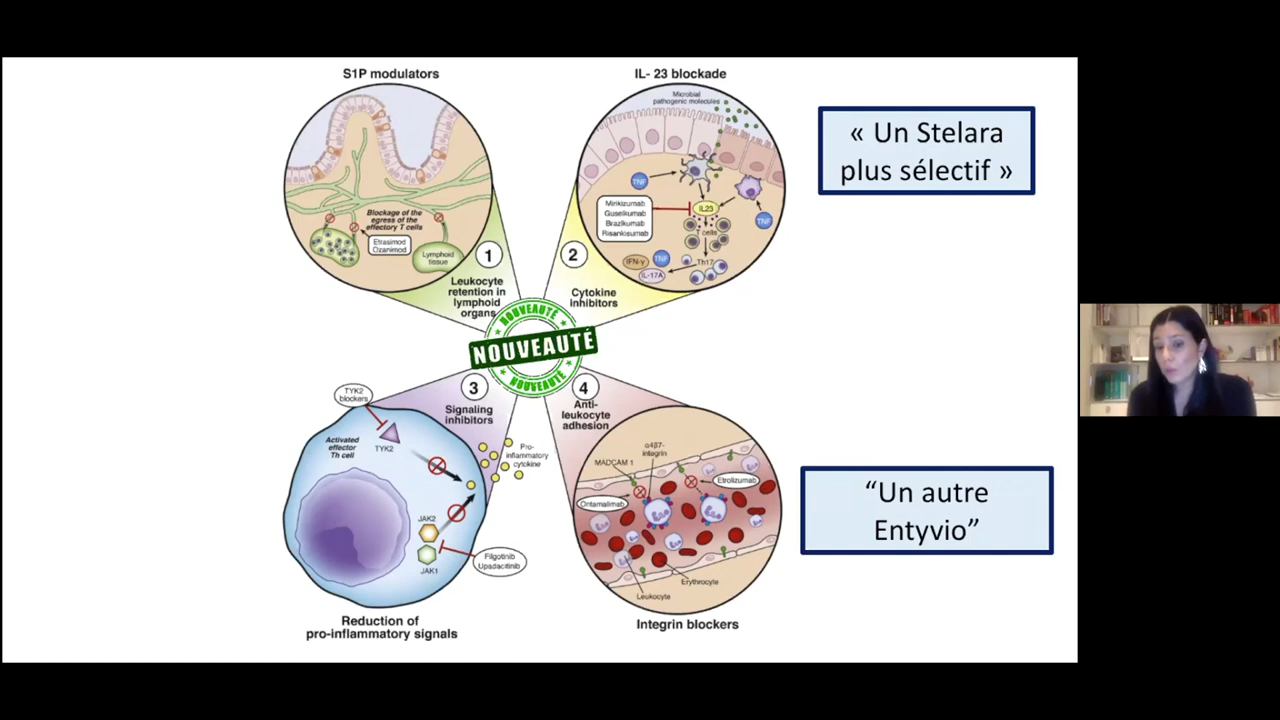 S1P modulators
Blockage of the
egress of the
effectory T cells
Etrasimod
Ozanimod
Lymphoid
tissue
1
Leukocyte
retention in
lymphoid
organs
IL- 23 blockade
Microbial
pathogenic molecules
TNF
Mirikizumab
Guselkumab
Brazikumab
Risankisumab
IL23
TNF
T cells
IFN-γ
TNF
Th17
IL-17A
2
Cytokine
inhibitors
« Un Stelara
plus sélectif »
NOUVEAUTÉ
NOUVEAUTÉ
NOUVEAUTÉ
3
Signaling
inhibitors
TYK2
blockers
Activated
effector
Th cell
TYK2
Pro-
inflammatory
cytokine
JAK2
JAK1
Filgotinib
Upadacitinib
Reduction of
pro-inflammatory signals
4
Anti-
leukocyte
adhesion
α4β7-
integrin
MADCAM 1
Etrolizumab
Ontamalimab
Erythrocyte
Leukocyte
Integrin blockers
“Un autre
Entyvio”